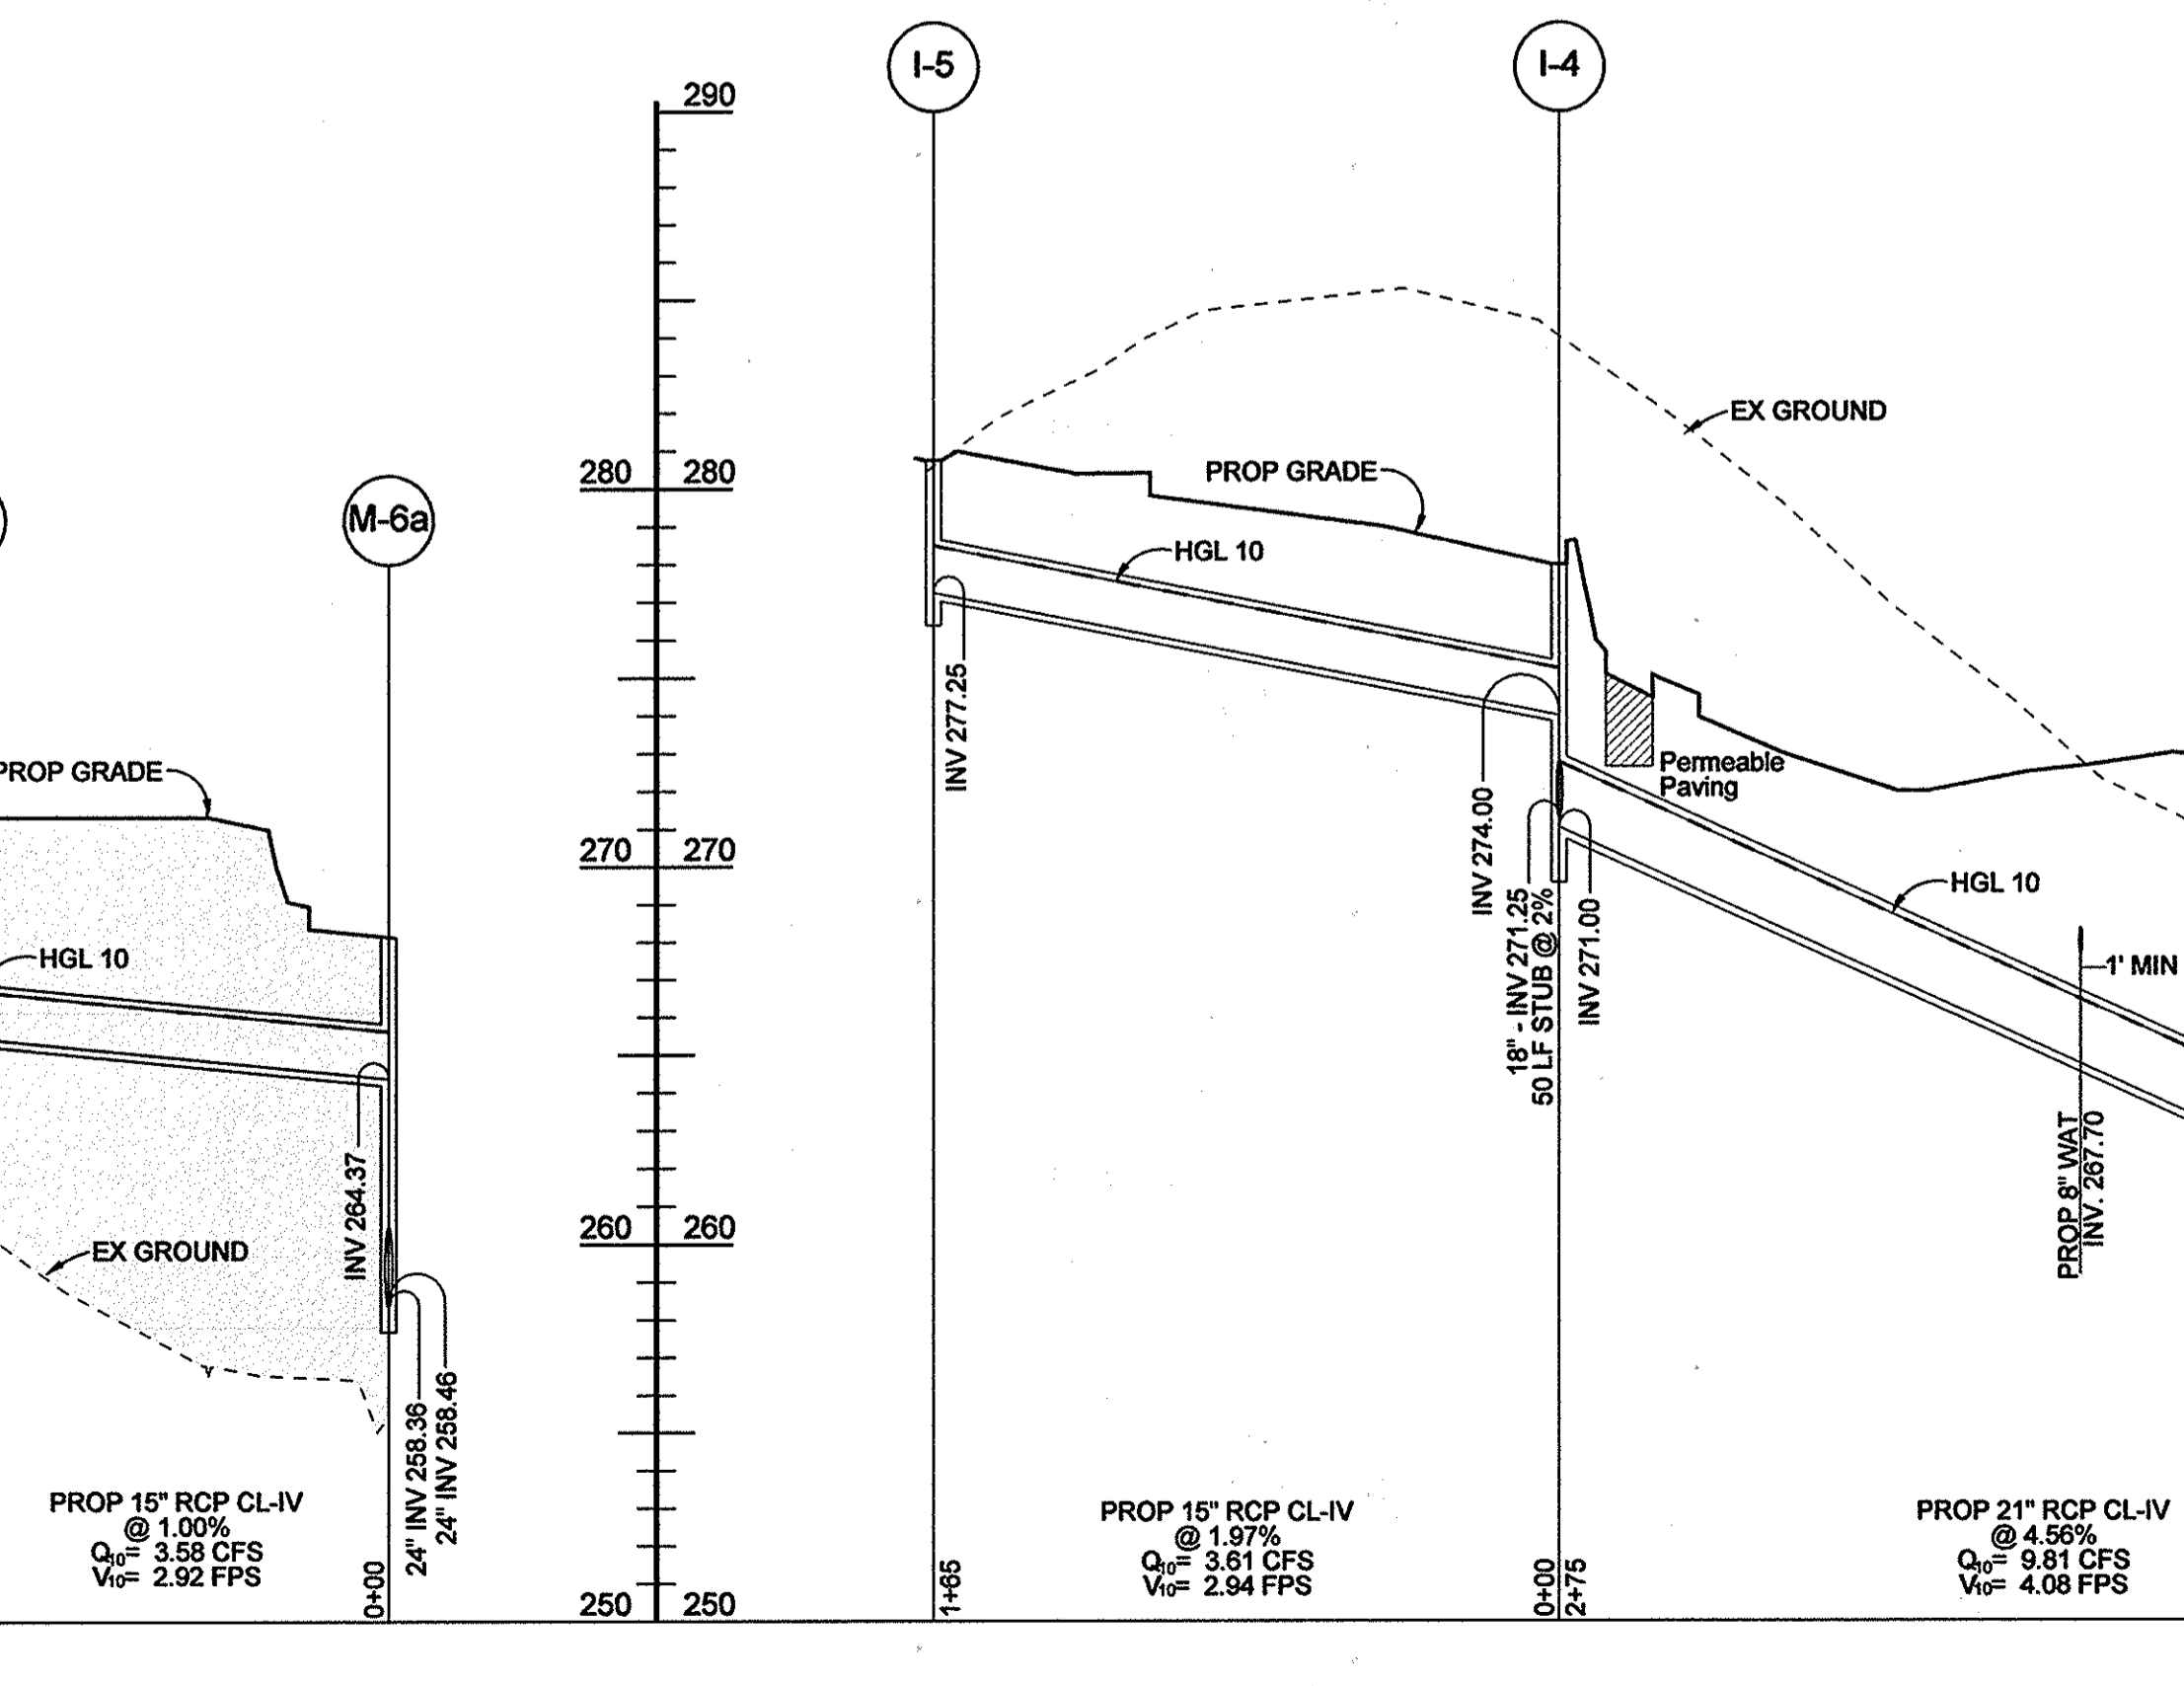 I-5
I-4
M-6a
290
280 280
270 270
260 260
250 250
EX GROUND
PROP GRADE
HGL 10
INV 277.25
INV 274.00
18" - INV 271.25
50 LF STUB @ 2%
INV 271.00
Permeable
Paving
HGL 10
1' MIN
PROP 8" WAT
INV. 267.70
PROP GRADE
HGL 10
INV 264.37
EX GROUND
24" INV 258.36
24" INV 258.46
PROP 15" RCP CL-IV
@ 1.00%
Q10= 3.58 CFS
V10= 2.92 FPS
0+00
1+65
PROP 15" RCP CL-IV
@ 1.97%
Q10= 3.61 CFS
V10= 2.94 FPS
0+00
2+75
PROP 21" RCP CL-IV
@ 4.56%
Q10= 9.81 CFS
V10= 4.08 FPS